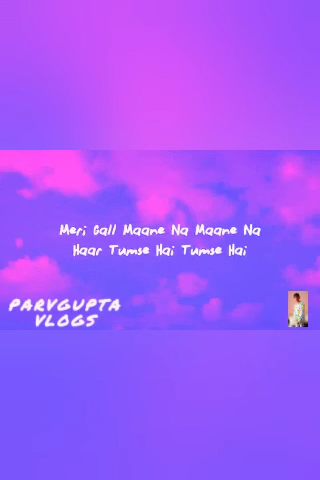 Meri Gall Maane Na Maane Na
Haar Tumse Hai Tumse Hai
PARVGUPTA
VLOGS